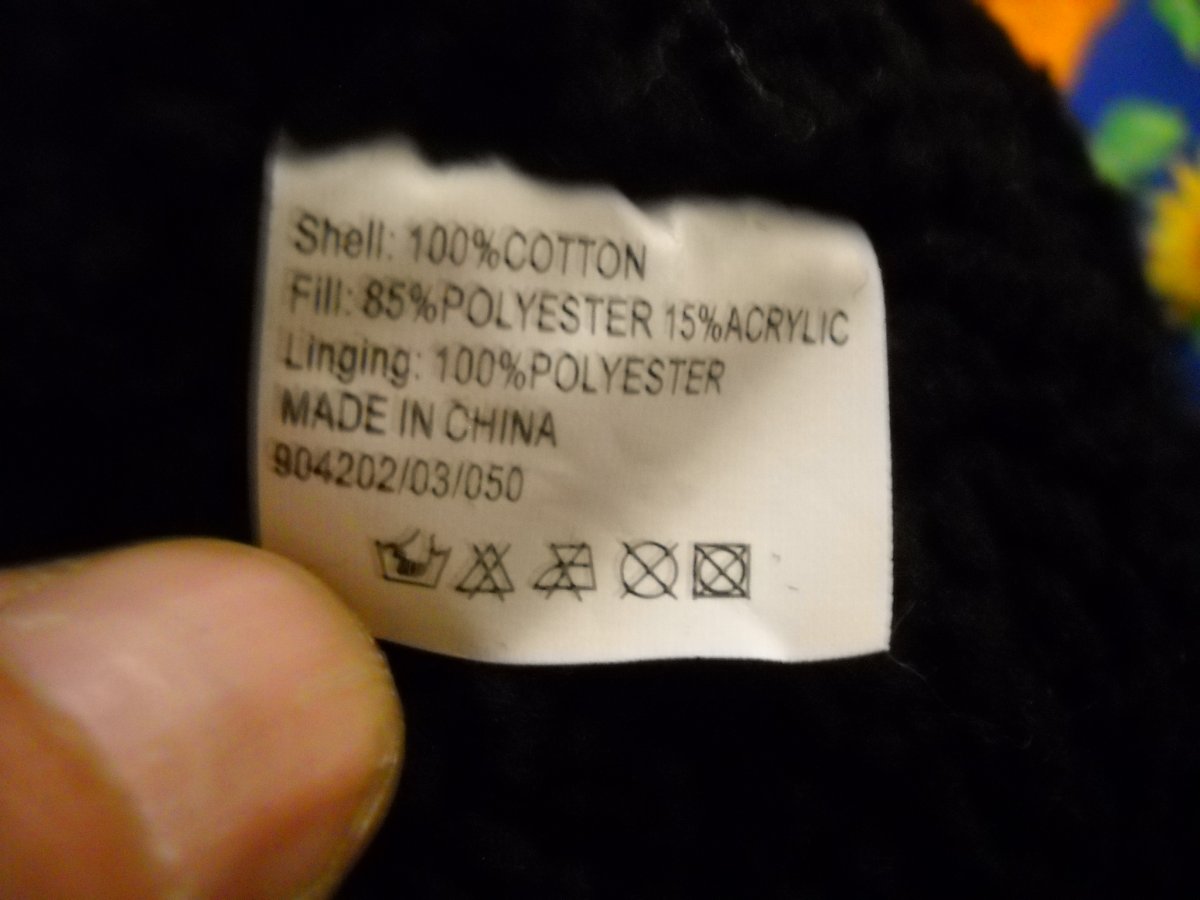 Shell: 100%COTTON
Fill: 85%POLYESTER 15%ACRYLIC
Linging: 100%POLYESTER
MADE IN CHINA
904202/03/050